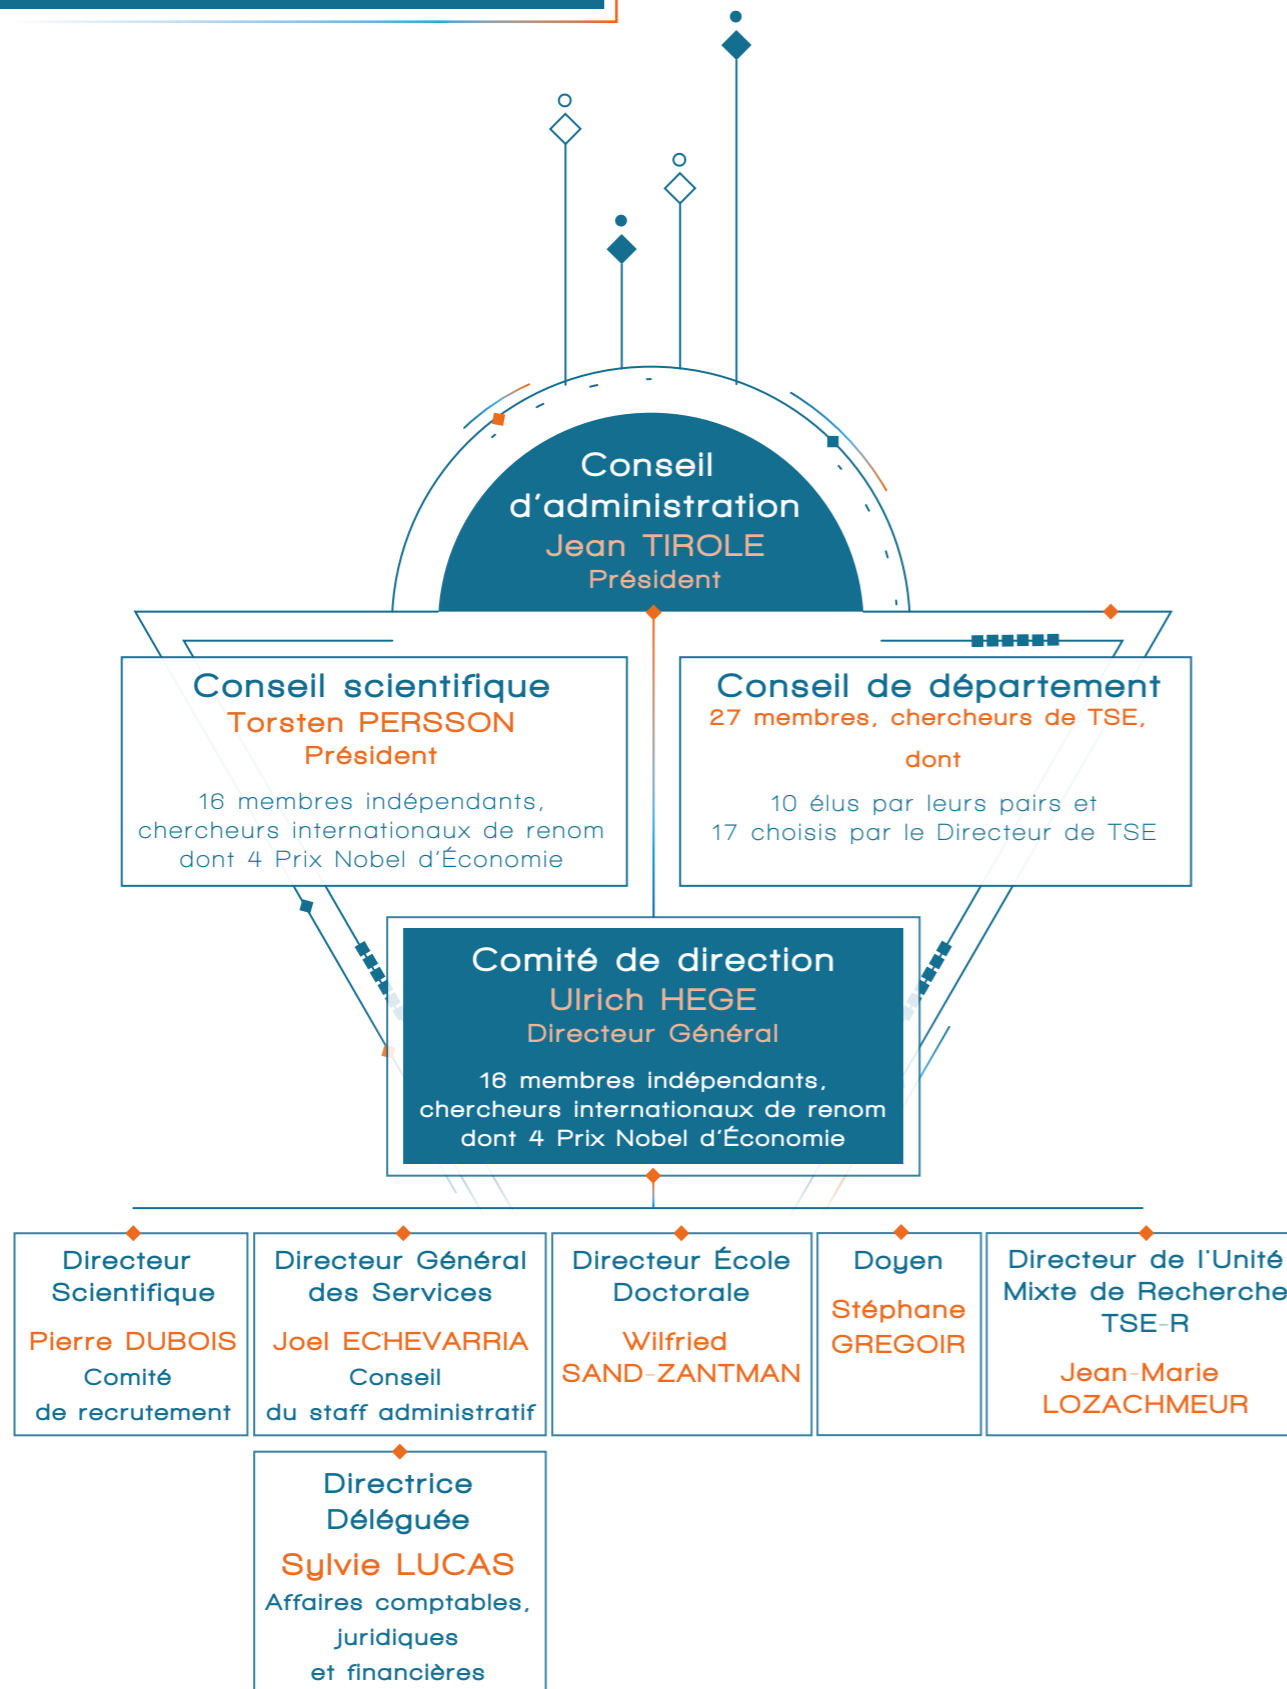 Conseil
d'administration
Jean TIROLE
Président
Conseil scientifique
Torsten PERSSON
Président
16 membres indépendants,
chercheurs internationaux de renom
dont 4 Prix Nobel d'Économie
Conseil de département
27 membres, chercheurs de TSE,
dont
10 élus par leurs pairs et
17 choisis par le Directeur de TSE
Comité de direction
Ulrich HEGE
Directeur Général
16 membres indépendants,
chercheurs internationaux de renom
dont 4 Prix Nobel d'Économie
Directeur
Scientifique
Pierre DUBOIS
Comité
de recrutement
Directeur Général
des Services
Joel ECHEVARRIA
Conseil
du staff administratif
Directeur École
Doctorale
Wilfried
SAND-ZANTMAN
Doyen
Stéphane
GREGOIR
Directeur de l'Unité
Mixte de Recherche
TSE-R
Jean-Marie
LOZACHMEUR
Directrice
Déléguée
Sylvie LUCAS
Affaires comptables,
juridiques
et financières